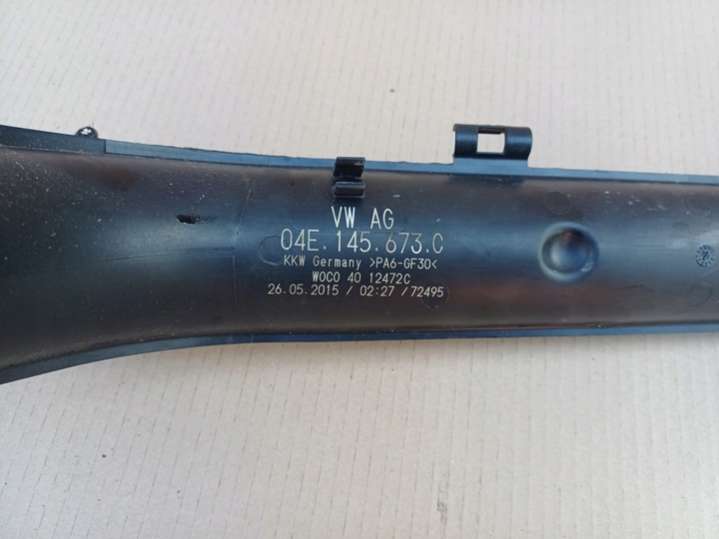 VW AG
04E.145.673.C
KKW Germany >PA6-GF30<
WOCO 40 12472C
26.05.2015 / 02:27 /72495